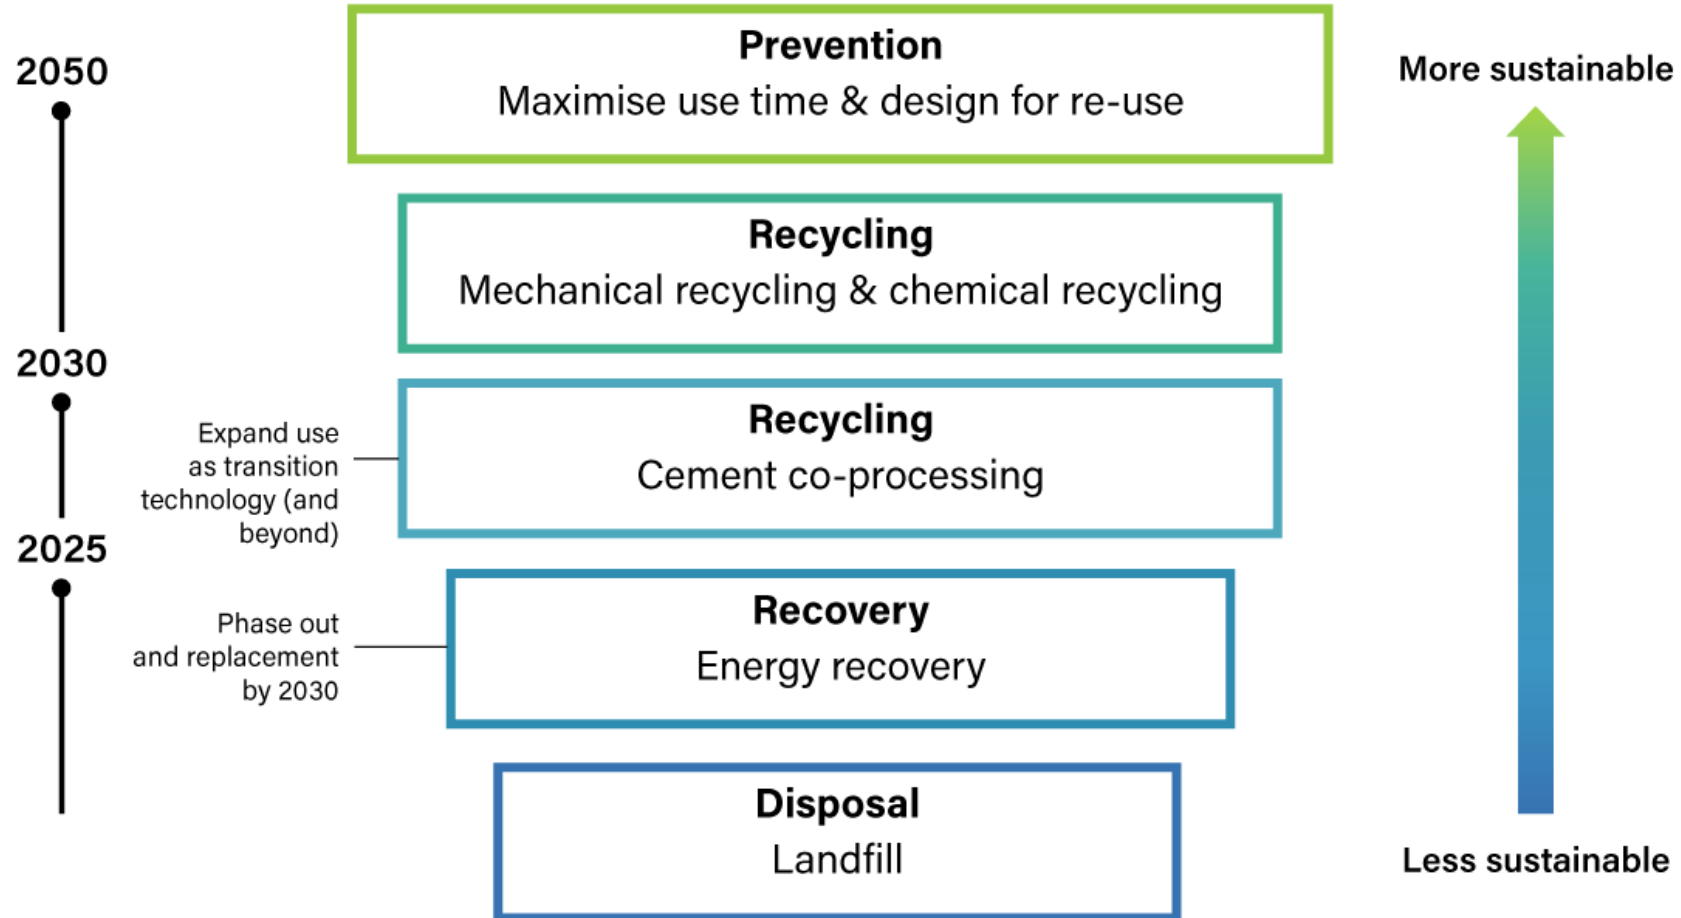 2050
Prevention
Maximise use time & design for re-use
More sustainable
Recycling
Mechanical recycling & chemical recycling
2030
Expand use
as transition
technology (and
beyond)
Recycling
Cement co-processing
2025
Phase out
and replacement
by 2030
Recovery
Energy recovery
Disposal
Landfill
Less sustainable